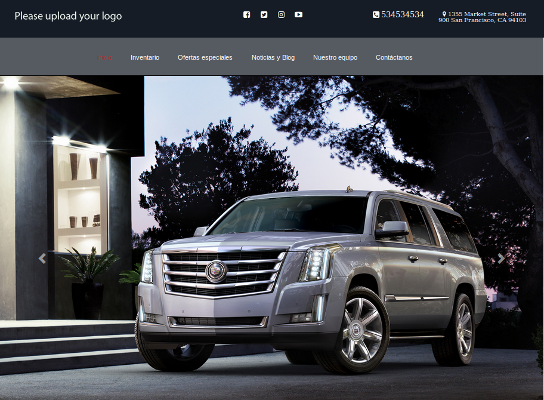 Please upload your logo
534534534
1355 Market Street, Suite
900 San Francisco, CA 94103
Inventario Ofertas especiales Noticias y Blog Nuestro equipo Contáctanos